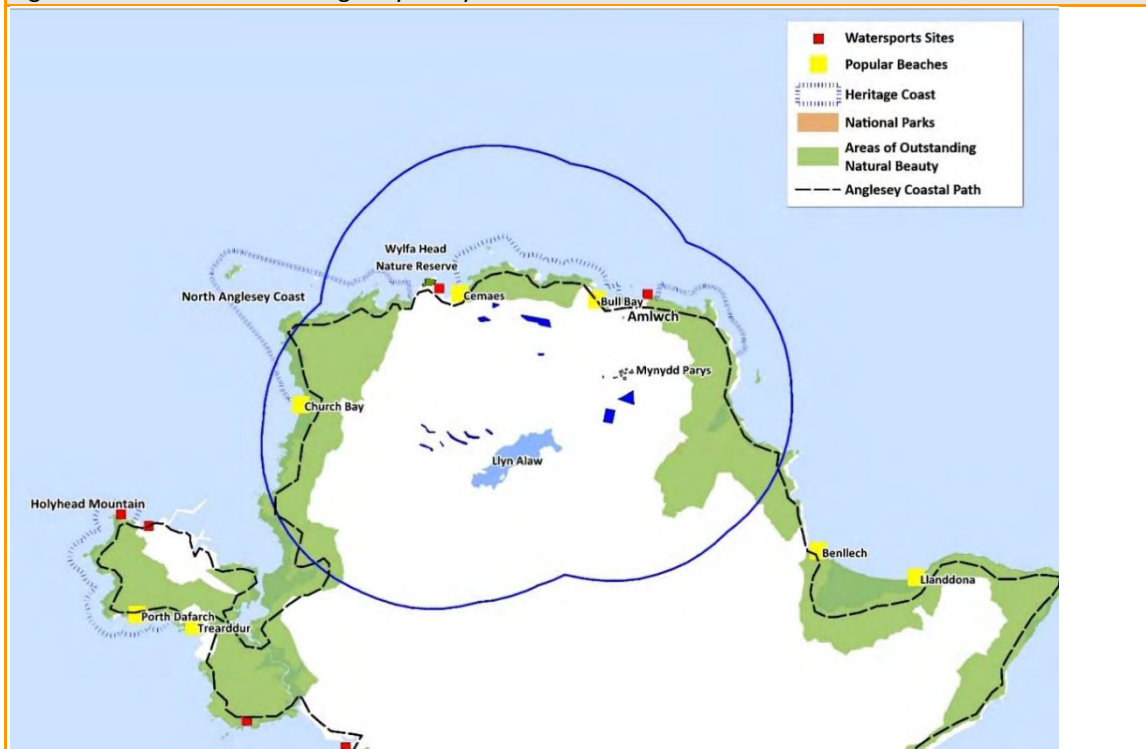 Watersports Sites
Popular Beaches
Heritage Coast
National Parks
Areas of Outstanding
Natural Beauty
Anglesey Coastal Path
Wylfa Head
Nature Reserve
North Anglesey Coast
Cemaes
Bull Bay
Amlwch
Mynydd Parys
Church Bay
Llyn Alaw
Holyhead Mountain
Benllech
Llanddona
Porth Dafarch
Trearddur